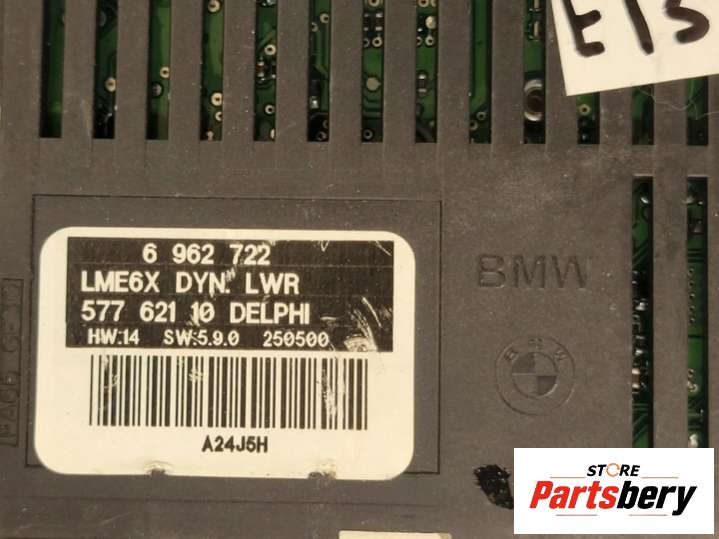 E/S
6 962 722
LME6X DYN. LWR
577 621 10 DELPHI
HW:14 SW:5.9.0 250500
A24J5H
BMW
BMW
STORE
Partsbery